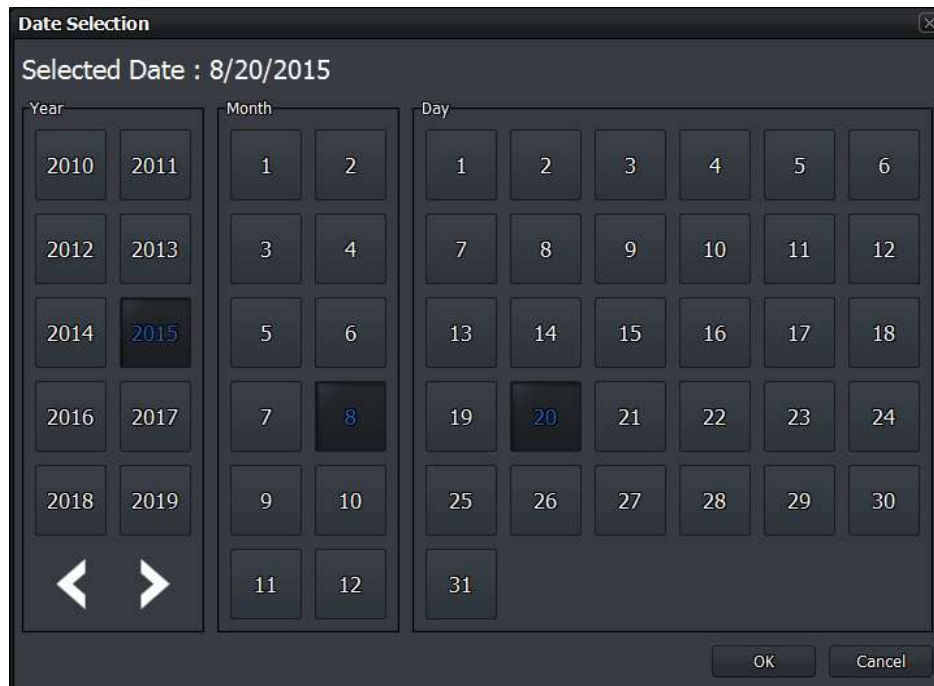 Date Selection
Selected Date : 8/20/2015
Year
Month
Day
2010 2011
1 2
1 2 3 4 5 6
2012 2013
3 4
7 8 9 10 11 12
2014 2015
5 6
13 14 15 16 17 18
2016 2017
7 8
19 20 21 22 23 24
2018 2019
9 10
25 26 27 28 29 30
11 12
31
OK
Cancel